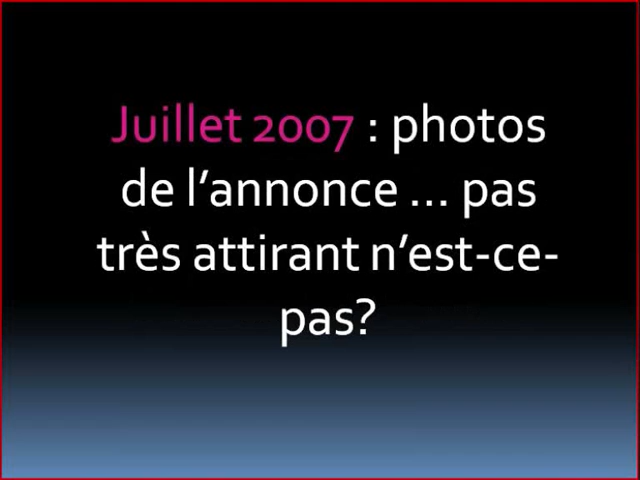 Juillet 2007 : photos
de l’annonce ... pas
très attirant n’est-ce-
pas?